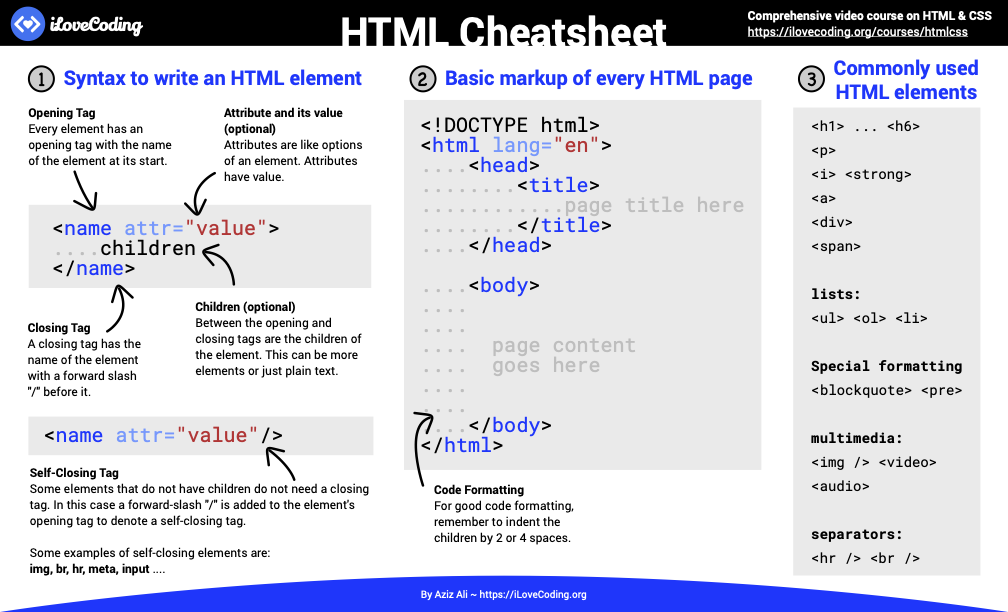 iLoveCoding
HTML Cheatsheet
Comprehensive video course on HTML & CSS
https://ilovecoding.org/courses/htmlcss
1 Syntax to write an HTML element
Opening Tag
Every element has an
opening tag with the name
of the element at its start.
Attribute and its value
(optional)
Attributes are like options
of an element. Attributes
have value.
<name attr="value">
....children
</name>
Closing Tag
A closing tag has the
name of the element
with a forward slash
"/" before it.
Children (optional)
Between the opening and
closing tags are the children of
the element. This can be more
elements or just plain text.
<name attr="value"/>
Self-Closing Tag
Some elements that do not have children do not need a closing
tag. In this case a forward-slash "/" is added to the element's
opening tag to denote a self-closing tag.
Some examples of self-closing elements are:
img, br, hr, meta, input ....
2 Basic markup of every HTML page
<!DOCTYPE html>
<html lang="en">
....<head>
........<title>
............page title here
........</title>
....</head>
....<body>
....
....
.... page content
.... goes here
....
....
....</body>
</html>
Code Formatting
For good code formatting,
remember to indent the
children by 2 or 4 spaces.
3 Commonly used
HTML elements
<h1> ... <h6>
<p>
<i> <strong>
<a>
<div>
<span>
lists:
<ul> <ol> <li>
Special formatting
<blockquote> <pre>
multimedia:
<img /> <video>
<audio>
separators:
<hr /> <br />
By Aziz Ali ~ https://iLoveCoding.org